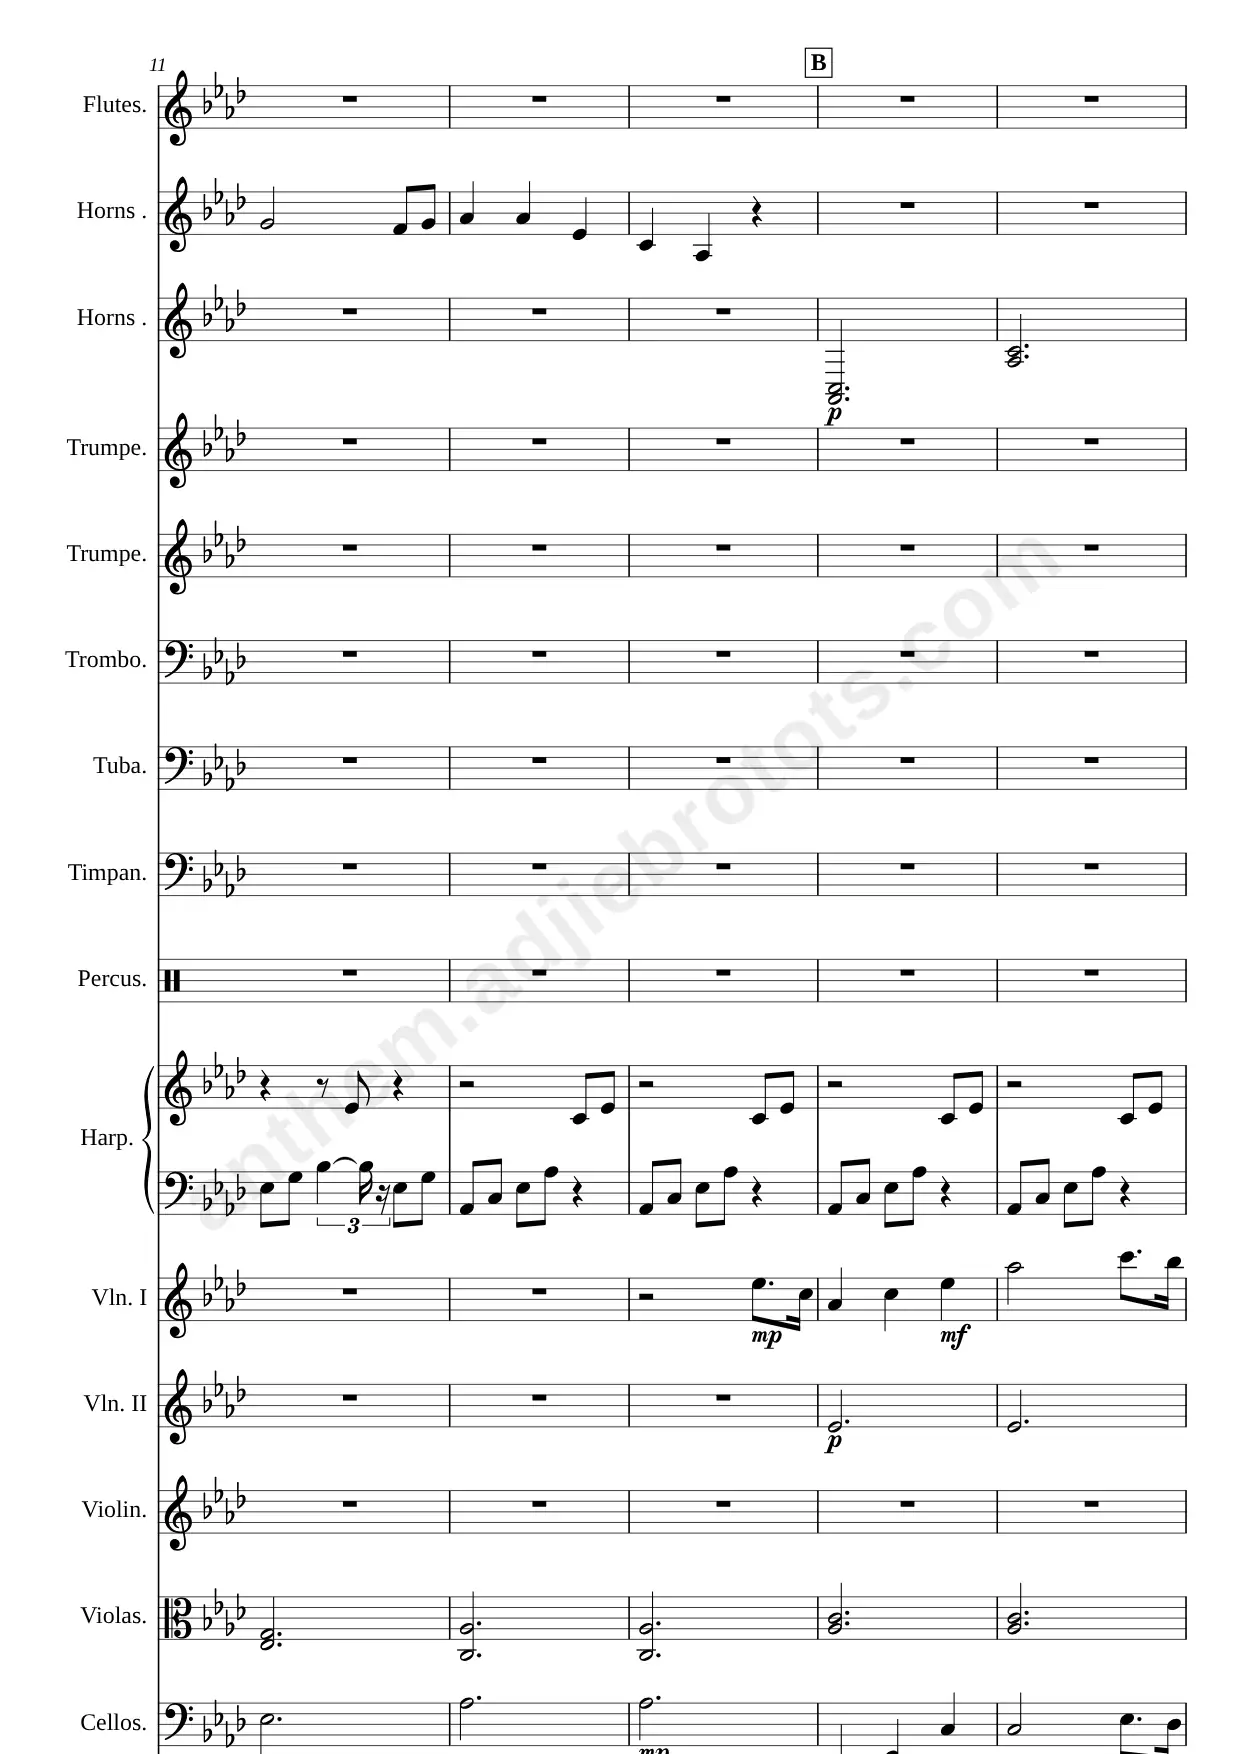 11
B
Flutes.
Horns .
Horns .
p
Trumpe.
Trumpe.
Trombo.
Tuba.
Timpan.
Percus.
Harp.
3
Vln. I
mp
mf
Vln. II
p
Violin.
Violas.
Cellos.
mp
anthem.adjiebrotots.com